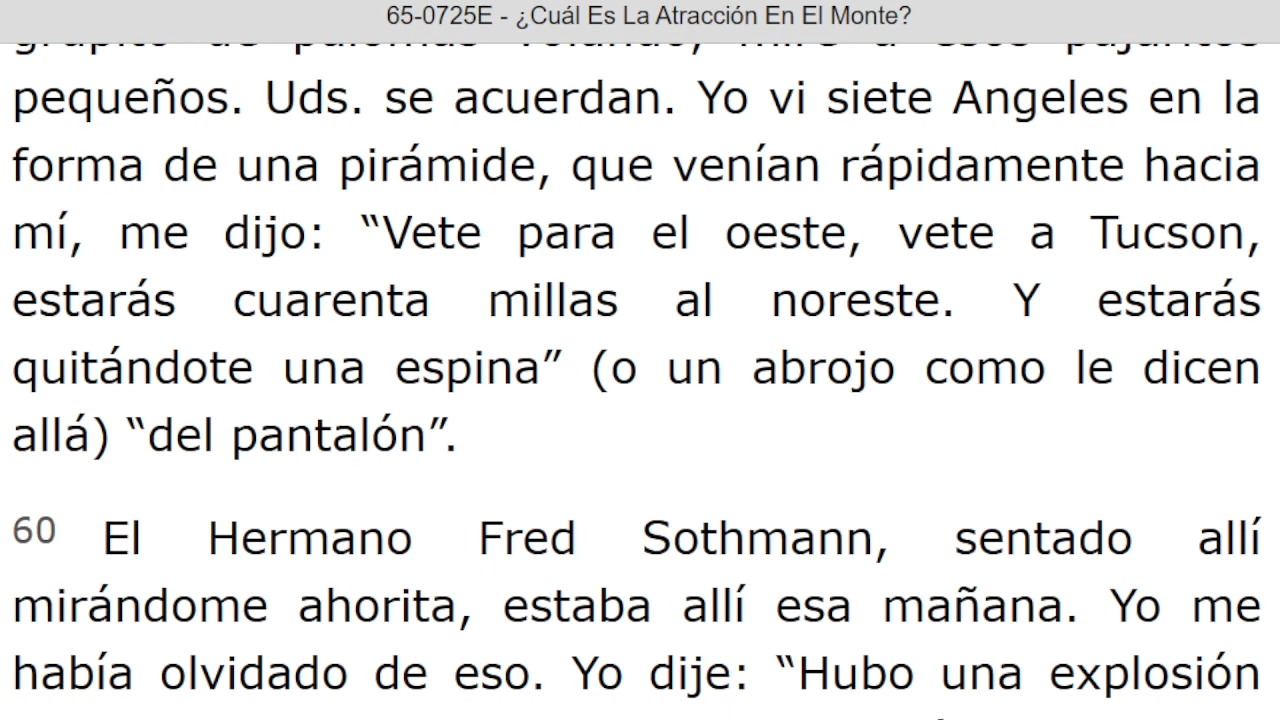 65-0725E - ¿Cuál Es La Atracción En El Monte?
pequeños. Uds. se acuerdan. Yo vi siete Angeles en la
forma de una pirámide, que venían rápidamente hacia
mí, me dijo: “Vete para el oeste, vete a Tucson,
estarás cuarenta millas al noreste. Y estarás
quitándote una espina” (o un abrojo como le dicen
allá) “del pantalón”.
60 El Hermano Fred Sothmann, sentado allí
mirándome ahorita, estaba allí esa mañana. Yo me
había olvidado de eso. Yo dije: “Hubo una explosión